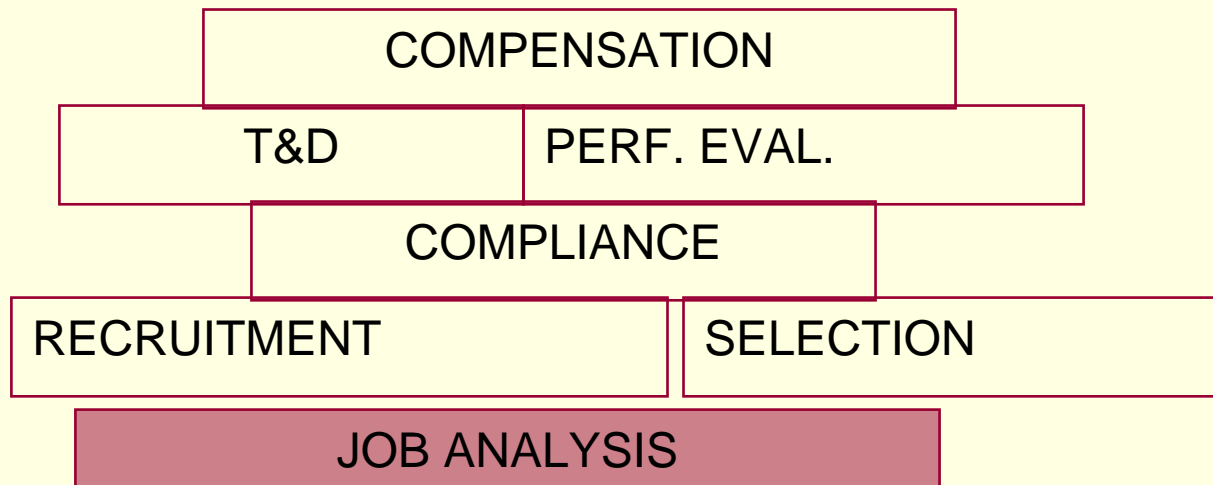 COMPENSATION
T&D PERF. EVAL.
COMPLIANCE
RECRUITMENT SELECTION
JOB ANALYSIS